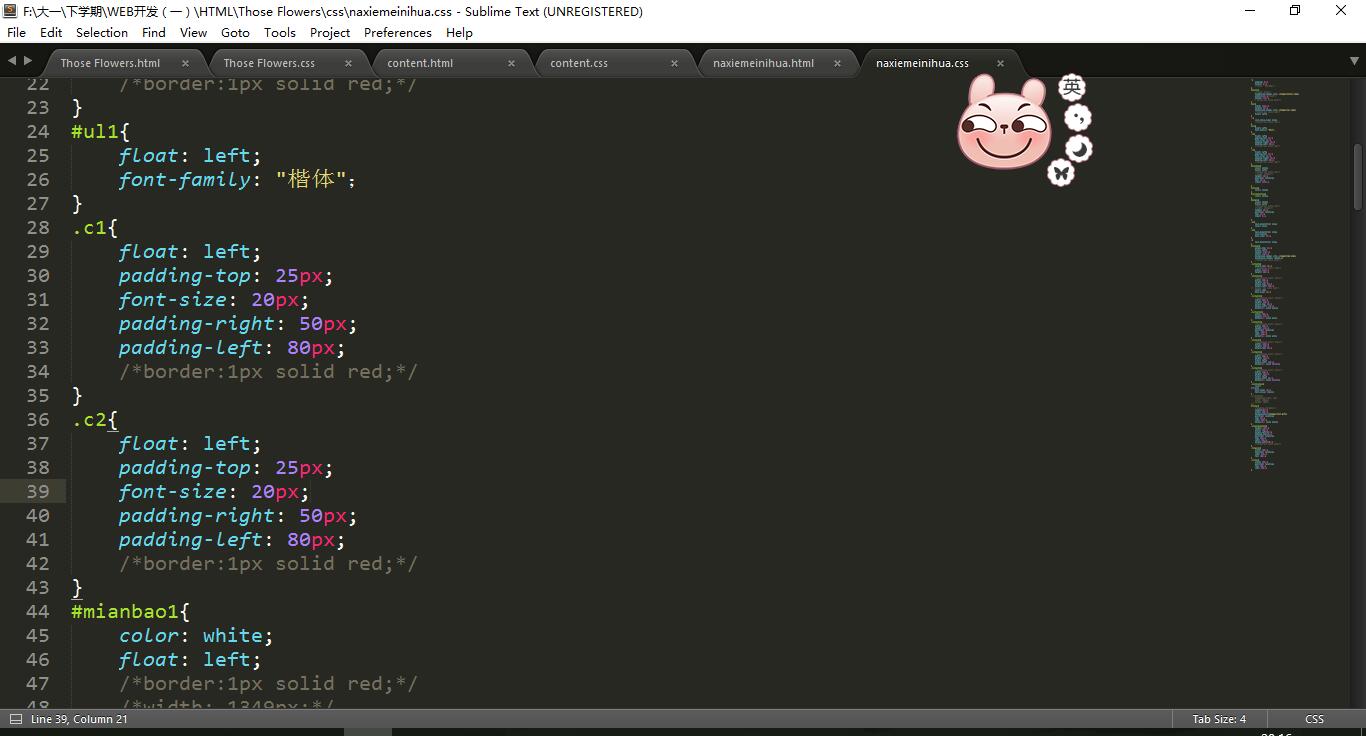 F:\大一\下学期\WEB开发（一）\HTML\Those Flowers\css\naxiemeinihua.css - Sublime Text (UNREGISTERED)
File Edit Selection Find View Goto Tools Project Preferences Help
Those Flowers.html × Those Flowers.css × content.html × content.css × naxiemeinihua.html × naxiemeinihua.css ×
22 /*border:1px solid red;*/
23 }
24 #ul1{
25 float: left;
26 font-family: "楷体";
27 }
28 .c1{
29 float: left;
30 padding-top: 25px;
31 font-size: 20px;
32 padding-right: 50px;
33 padding-left: 80px;
34 /*border:1px solid red;*/
35 }
36 .c2{
37 float: left;
38 padding-top: 25px;
39 font-size: 20px;
40 padding-right: 50px;
41 padding-left: 80px;
42 /*border:1px solid red;*/
43 }
44 #mianbao1{
45 color: white;
46 float: left;
47 /*border:1px solid red;*/
48 /*width: 1349px;*/
英
Line 39, Column 21 Tab Size: 4 CSS